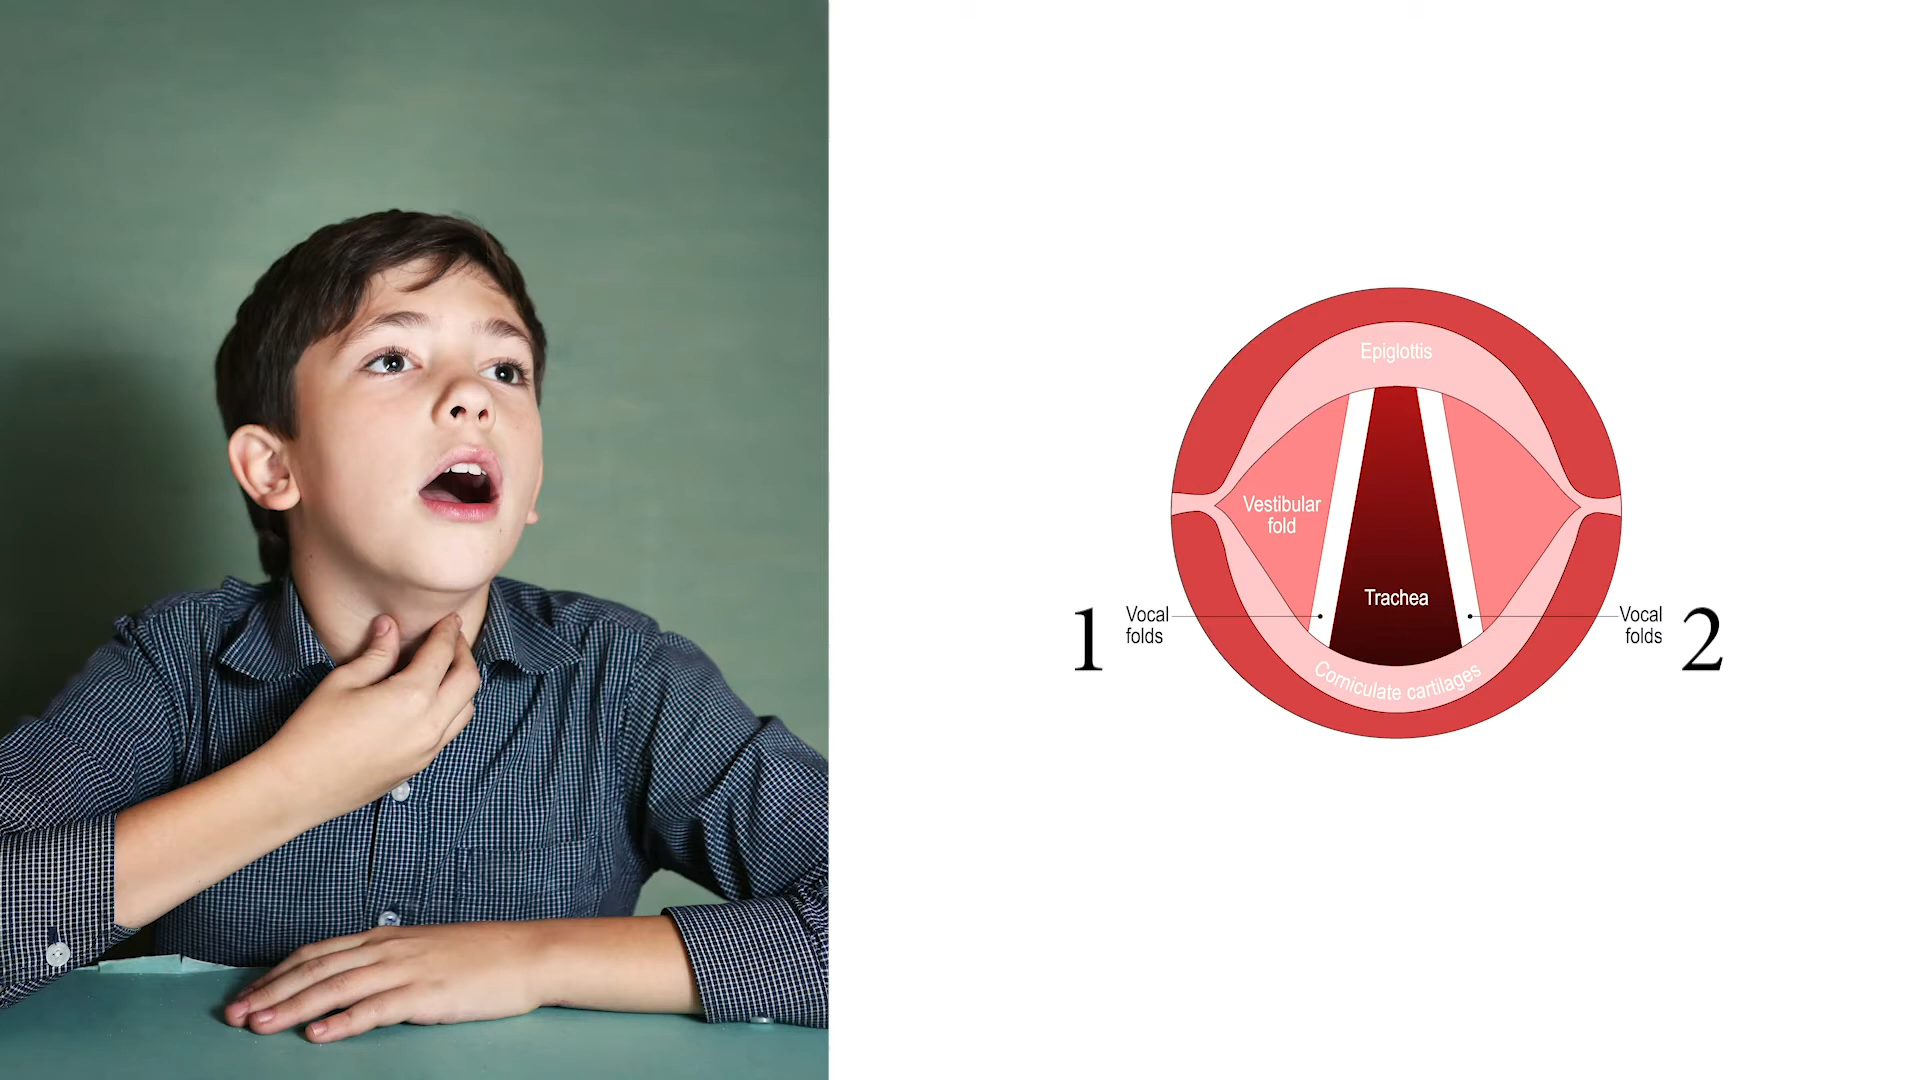 Epiglottis
Vestibular
fold
Trachea
1
Vocal
folds
Vocal
folds
2
Corniculate cartilages